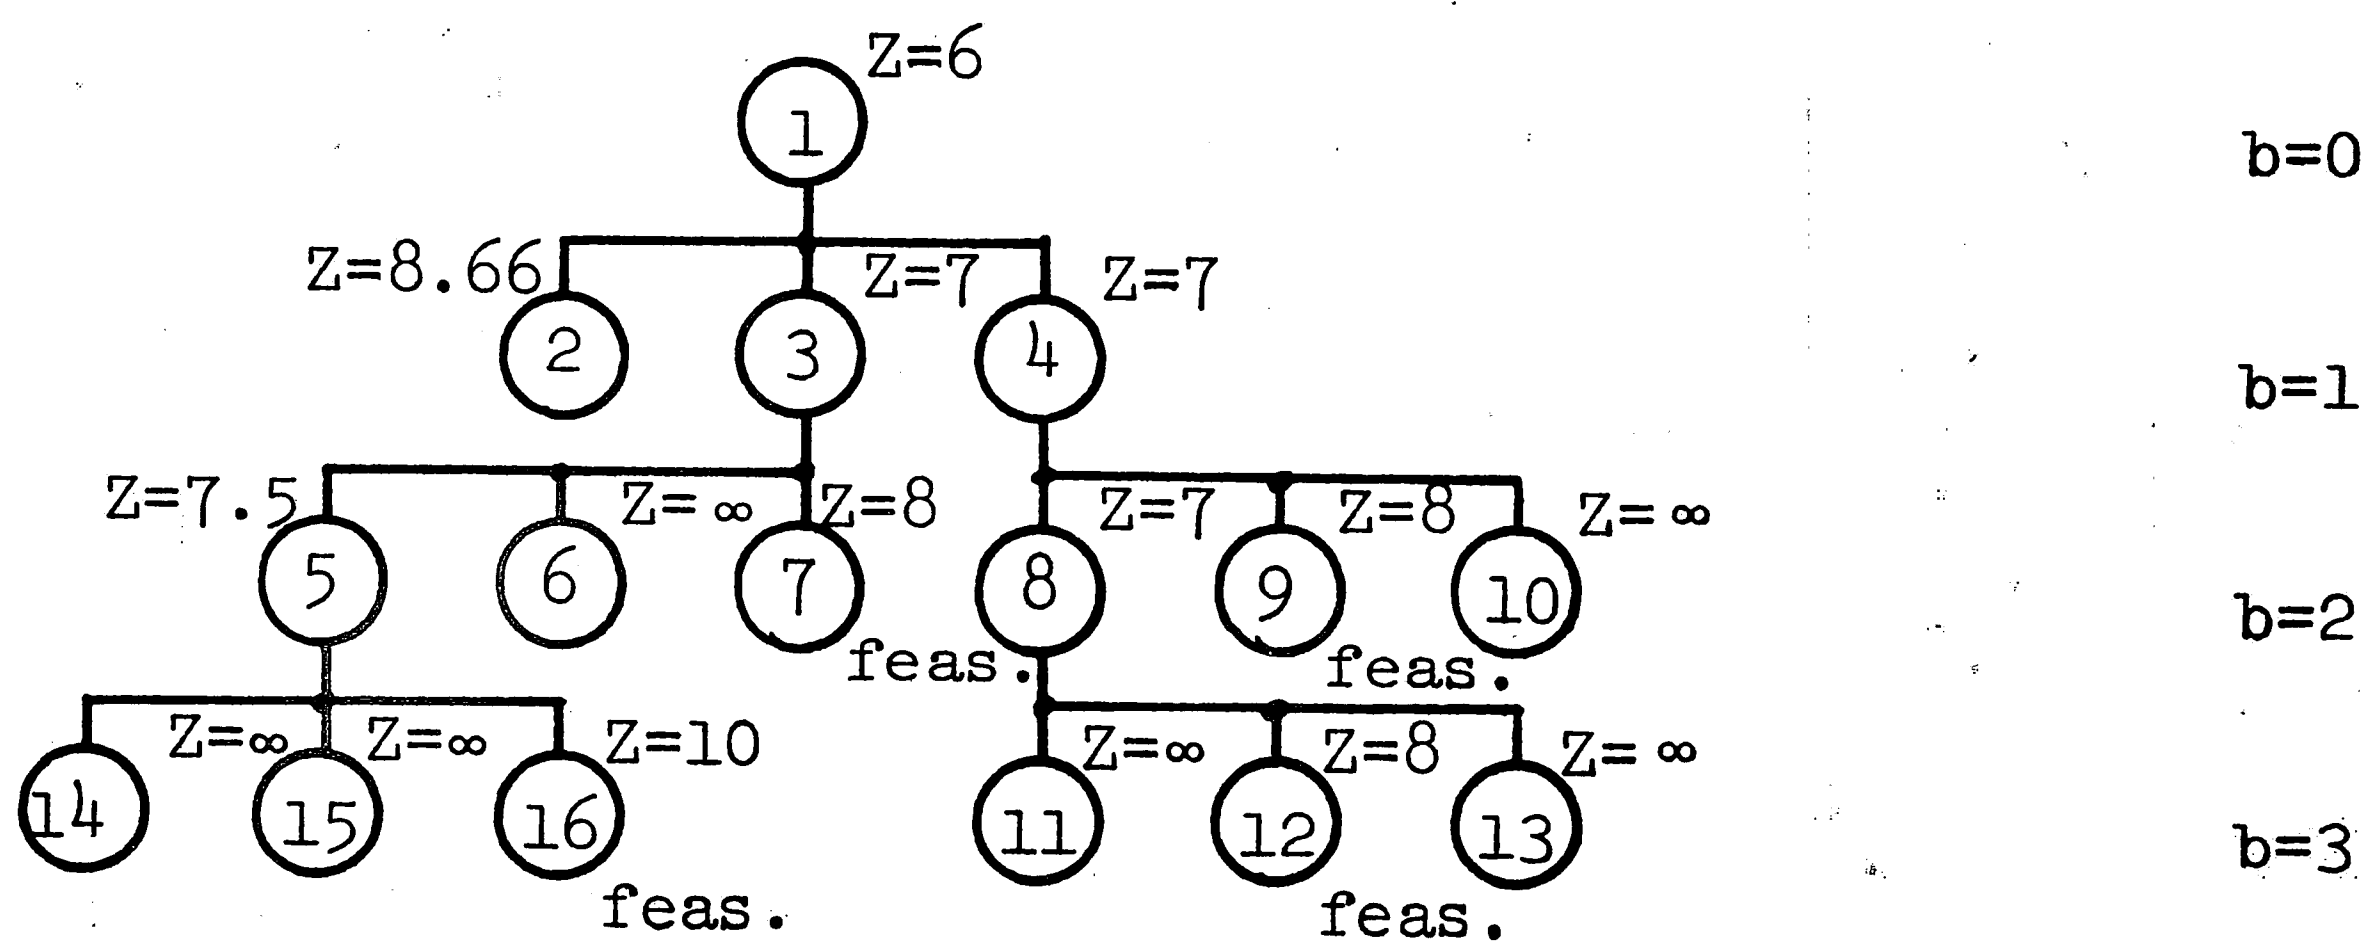 Z=6
1
b=0
Z=8.66
Z=7
Z=7
2
3
4
b=1
Z=7.5
Z=∞
Z=8
Z=7
Z=8
Z=∞
5
6
7
8
9
10
b=2
feas.
feas.
Z=∞
Z=∞
Z=10
Z=∞
Z=8
Z=∞
14
15
16
11
12
13
b=3
feas.
feas.